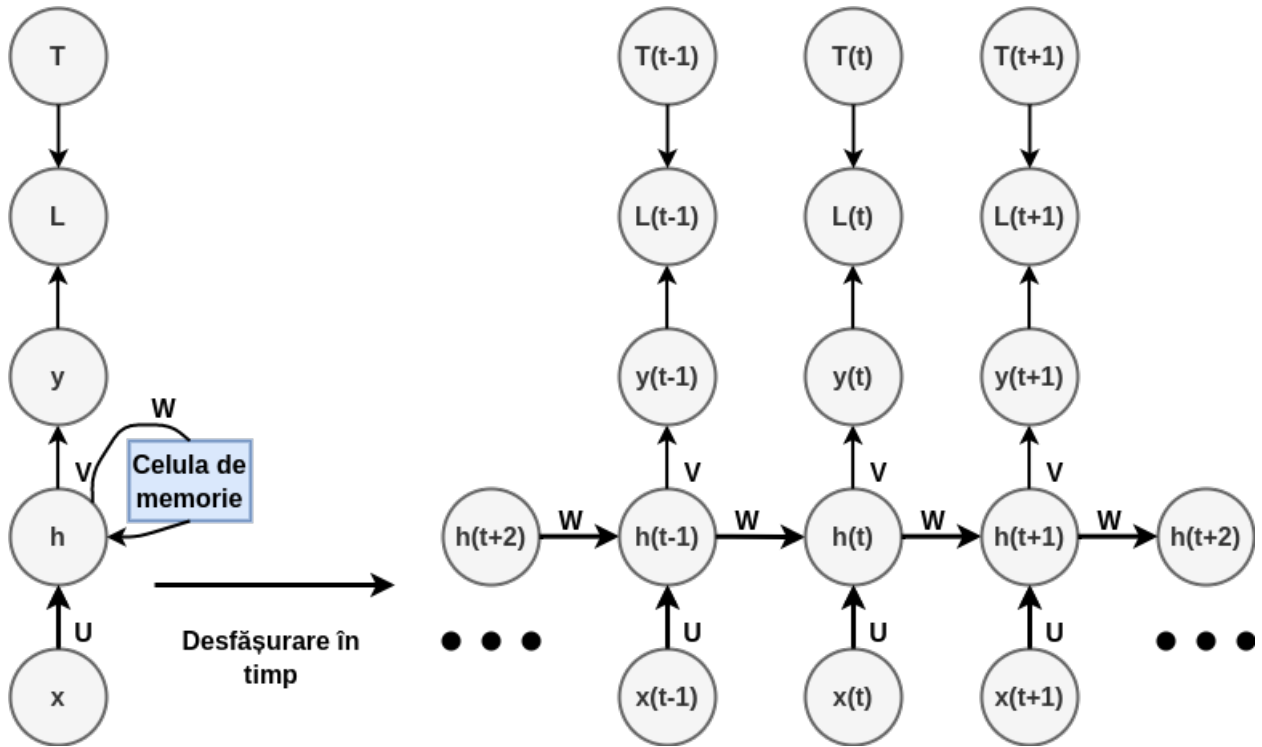 T
T(t-1)
T(t)
T(t+1)
L
L(t-1)
L(t)
L(t+1)
y
y(t-1)
y(t)
y(t+1)
W
V
Celula de
memorie
V
V
V
h
h(t+2)
W
h(t-1)
W
h(t)
W
h(t+1)
W
h(t+2)
U
Desfășurare în
timp
U
U
U
x
x(t-1)
x(t)
x(t+1)